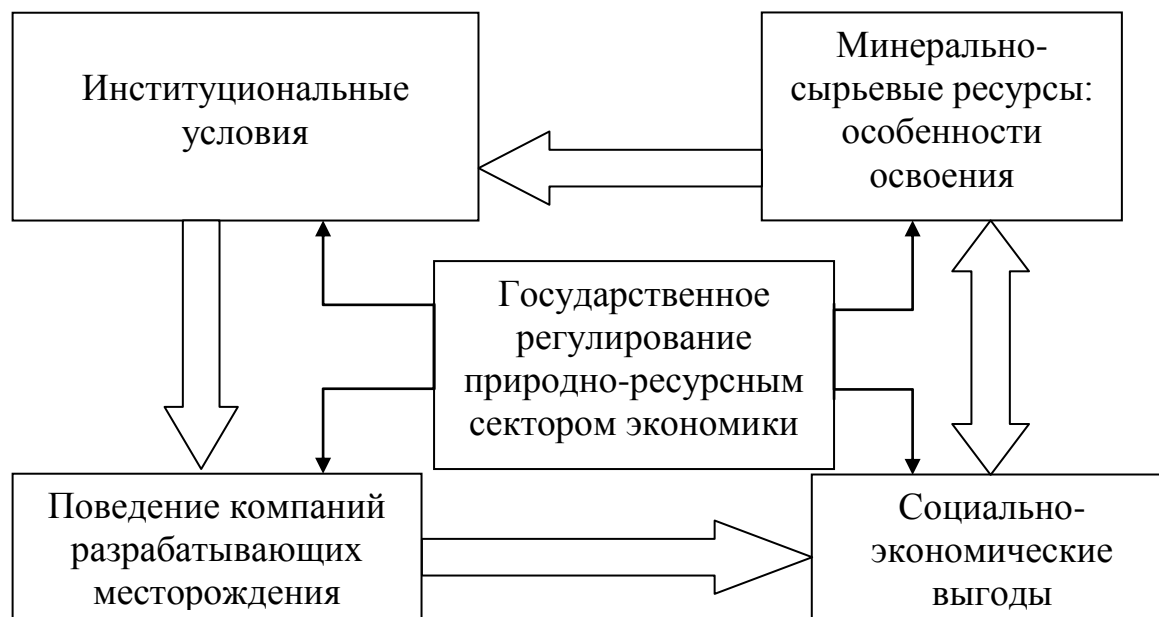 Институциональные
условия
Минерально-
сырьевые ресурсы:
особенности
освоения
Государственное
регулирование
природно-ресурсным
сектором экономики
Поведение компаний
разрабатывающих
месторождения
Социально-
экономические
выгоды